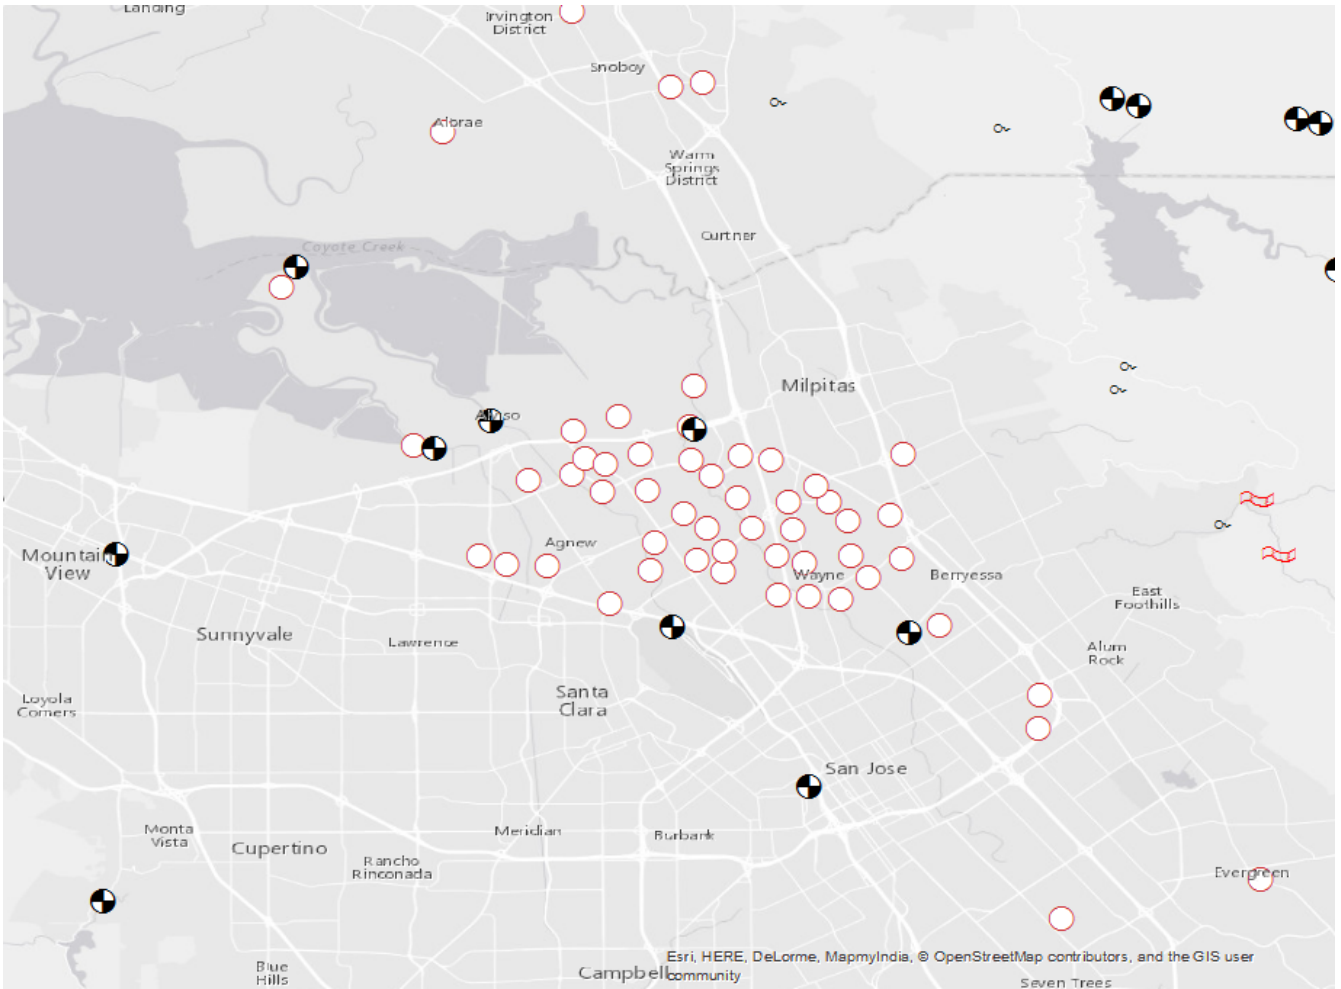 Landing
Irvington
District
Snoboy
Alorae
Warm
Springs
District
Curtner
Coyote Creek
Milpitas
Alviso
Agnew
Mountain
View
Wayne
Berryessa
East
Foothills
Sunnyvale
Lawrence
Alum
Rock
Loyola
Corners
Santa
Clara
San Jose
Monta
Vista
Meridian
Burbank
Cupertino
Rancho
Rinconada
Evergreen
Esri, HERE, DeLorme, MapmyIndia, © OpenStreetMap contributors, and the GIS user
community
Blue
Hills
Campbell
Seven Trees